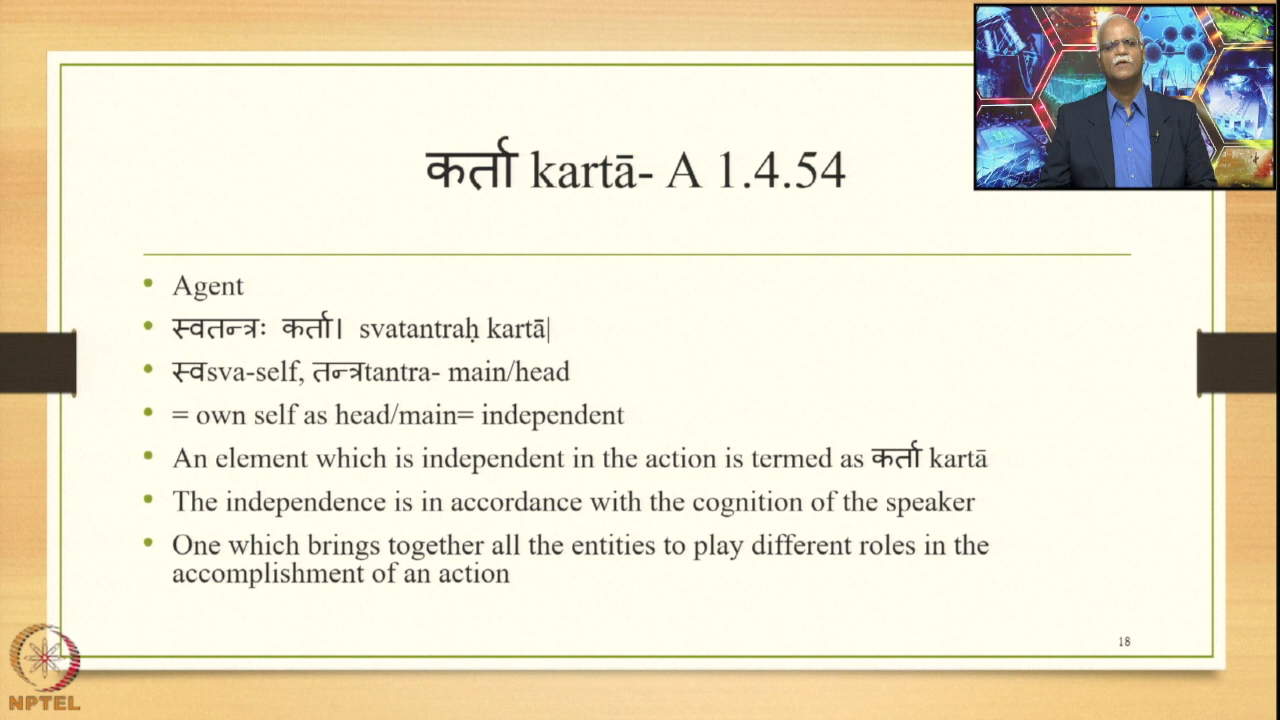 कर्ता kartā- A 1.4.54
• Agent
• स्वतन्त्रः कर्ता। svatantraḥ kartā|
• स्वsva-self, तन्त्रtantra- main/head
• = own self as head/main= independent
• An element which is independent in the action is termed as कर्ता kartā
• The independence is in accordance with the cognition of the speaker
• One which brings together all the entities to play different roles in the
accomplishment of an action
18
NPTEL